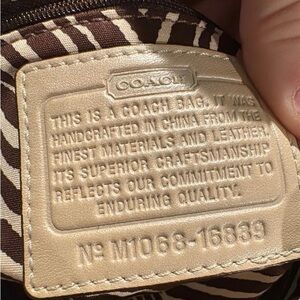 COACH
THIS IS A COACH BAG. IT WAS
HANDCRAFTED IN CHINA FROM THE
FINEST MATERIALS AND LEATHER.
ITS SUPERIOR CRAFTSMANSHIP
REFLECTS OUR COMMITMENT TO
ENDURING QUALITY.
Nº M1068-16839